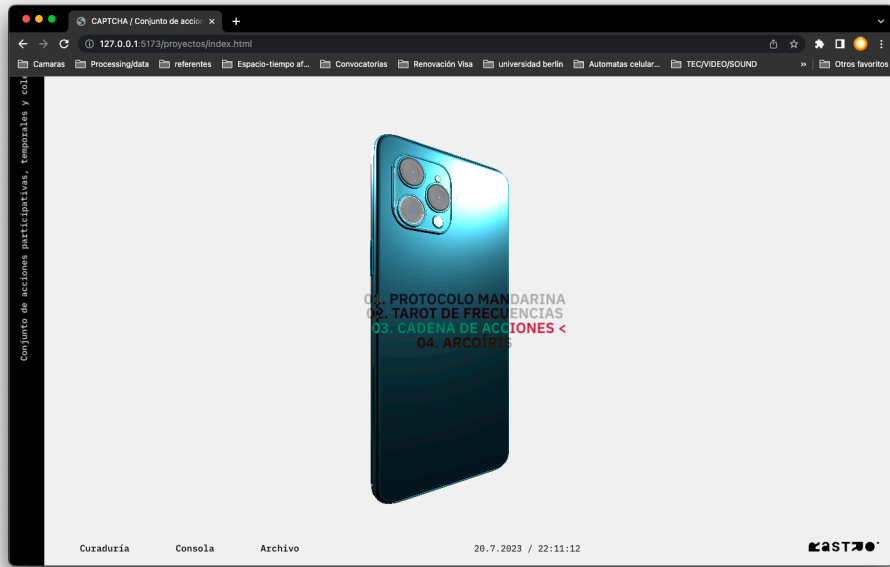 CAPTCHA / Conjunto de accion
127.0.0.1:5173/proyectos/index.html
Camaras Processing/data referentes Espacio-tiempo af... Convocatorias Renovación Visa universidad berlin Automatas celular... TEC/VIDEO/SOUND » Otros favoritos
Conjunto de acciones participativas, temporales y cole
01. PROTOCOLO MANDARINA
02. TAROT DE FRECUENCIAS
03. CADENA DE ACCIONES <
04. ARCOÍRIS
Curaduría Consola Archivo 20.7.2023 / 22:11:12